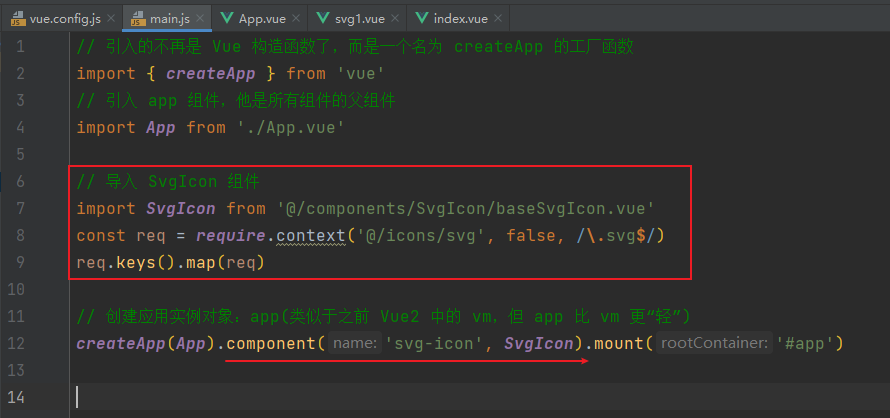 vue.config.js × main.js × App.vue × svg1.vue × index.vue ×
1 // 引入的不再是 Vue 构造函数了，而是一个名为 createApp 的工厂函数
2 import { createApp } from 'vue'
3 // 引入 app 组件，他是所有组件的父组件
4 import App from './App.vue'
5
6 // 导入 SvgIcon 组件
7 import SvgIcon from '@/components/SvgIcon/baseSvgIcon.vue'
8 const req = require.context('@/icons/svg', false, /\.svg$/)
9 req.keys().map(req)
10
11 // 创建应用实例对象：app(类似于之前 Vue2 中的 vm，但 app 比 vm 更“轻”)
12 createApp(App).component( name: 'svg-icon', SvgIcon).mount( rootContainer: '#app')
13
14